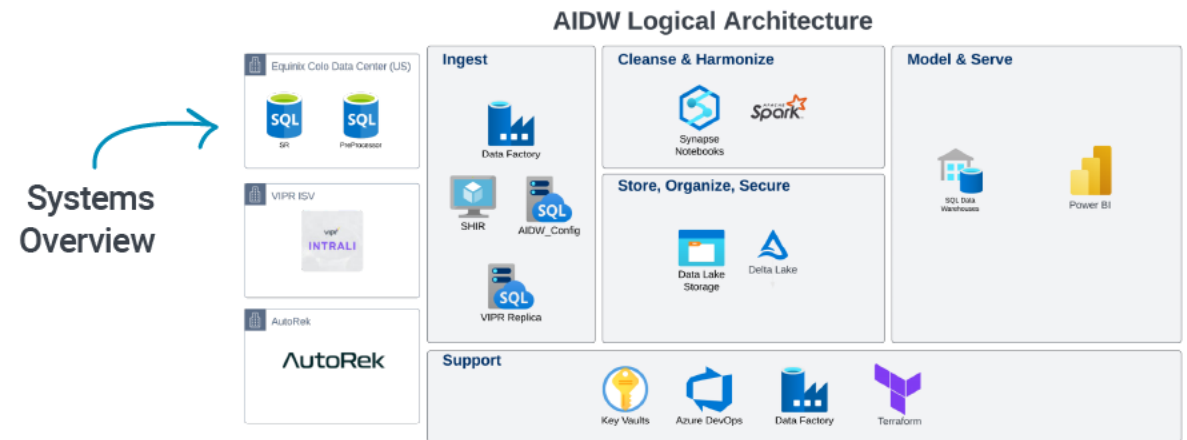 AIDW Logical Architecture
Systems
Overview
Equinix Colo Data Center (US)
SQL
SR
SQL
PreProcessor
VIPR ISV
vipr
INTRALI
AutoRek
AutoRek
Ingest
Data Factory
SHIR
SQL
AIDW_Config
SQL
VIPR Replica
Cleanse & Harmonize
Synapse
Notebooks
APACHE
Spark
Store, Organize, Secure
Data Lake
Storage
Delta Lake
Model & Serve
SQL Data
Warehouses
Power BI
Support
Key Vaults
Azure DevOps
Data Factory
Terraform